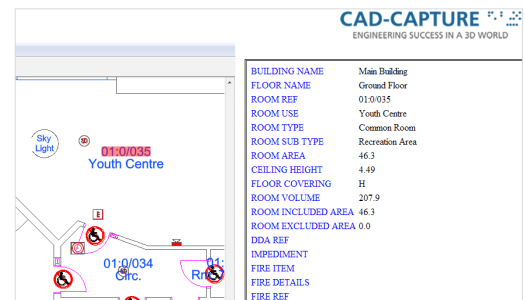 CAD-CAPTURE
ENGINEERING SUCCESS IN A 3D WORLD
Sky
Light
SD
01:0/035
Youth Centre
E
01:0/034
Circ.
01:
BUILDING NAME Main Building
FLOOR NAME Ground Floor
ROOM REF 01:0/035
ROOM USE Youth Centre
ROOM TYPE Common Room
ROOM SUB TYPE Recreation Area
ROOM AREA 46.3
CEILING HEIGHT 4.49
FLOOR COVERING H
ROOM VOLUME 207.9
ROOM INCLUDED AREA 46.3
ROOM EXCLUDED AREA 0.0
DDA REF
IMPEDIMENT
FIRE ITEM
FIRE DETAILS
FIRE REF